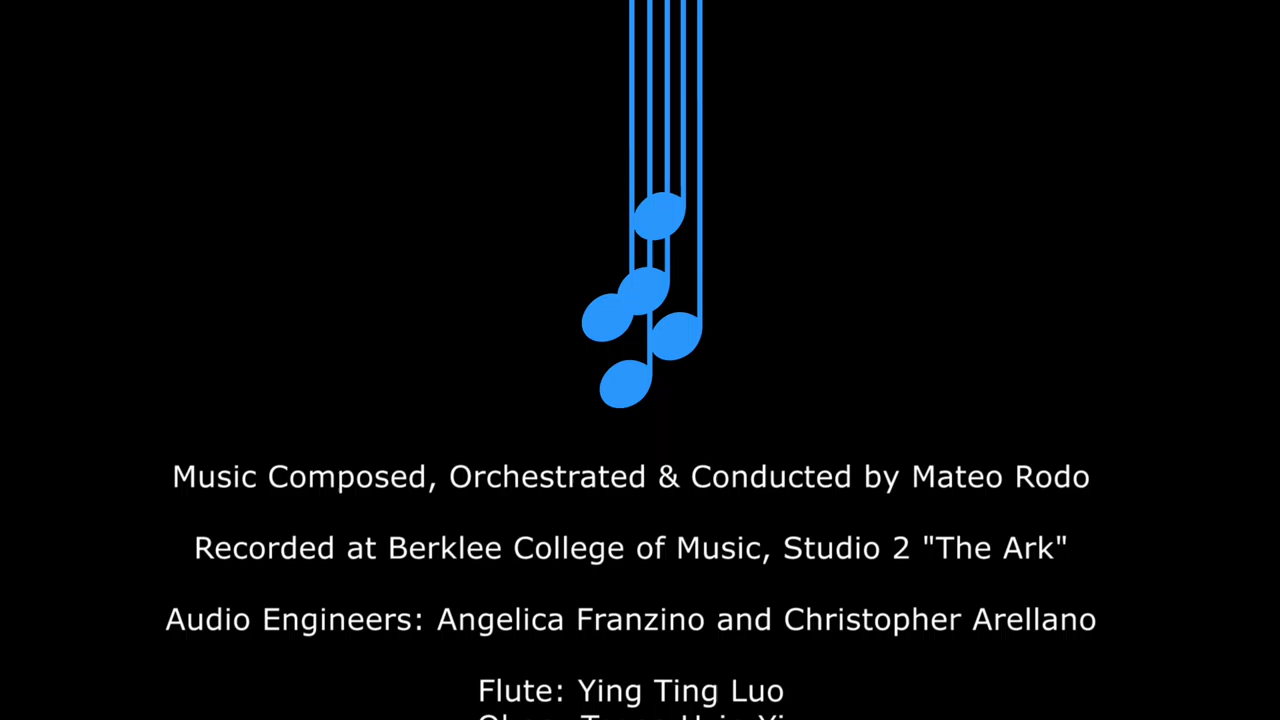 Music Composed, Orchestrated & Conducted by Mateo Rodo
Recorded at Berklee College of Music, Studio 2 "The Ark"
Audio Engineers: Angelica Franzino and Christopher Arellano
Flute: Ying Ting Luo